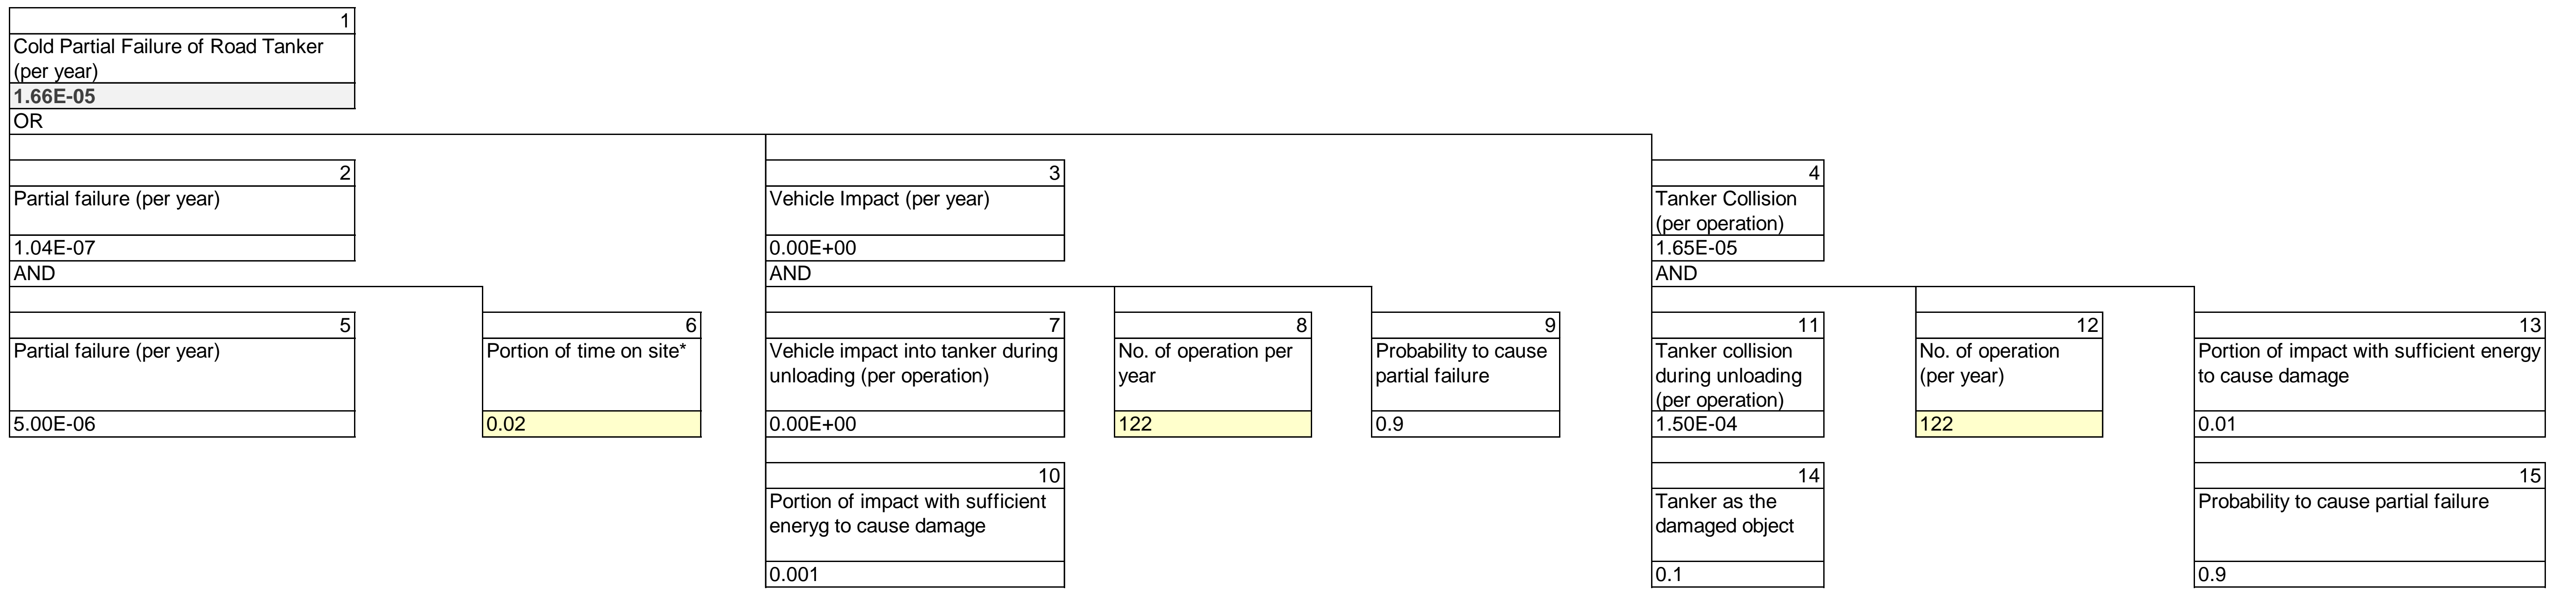 1
Cold Partial Failure of Road Tanker
(per year)
1.66E-05
OR
2
Partial failure (per year)
1.04E-07
AND
3
Vehicle Impact (per year)
0.00E+00
AND
4
Tanker Collision
(per operation)
1.65E-05
AND
5
Partial failure (per year)
5.00E-06
6
Portion of time on site*
0.02
7
Vehicle impact into tanker during
unloading (per operation)
0.00E+00
8
No. of operation per
year
122
9
Probability to cause
partial failure
0.9
11
Tanker collision
during unloading
(per operation)
1.50E-04
12
No. of operation
(per year)
122
13
Portion of impact with sufficient energy
to cause damage
0.01
10
Portion of impact with sufficient
eneryg to cause damage
0.001
14
Tanker as the
damaged object
0.1
15
Probability to cause partial failure
0.9